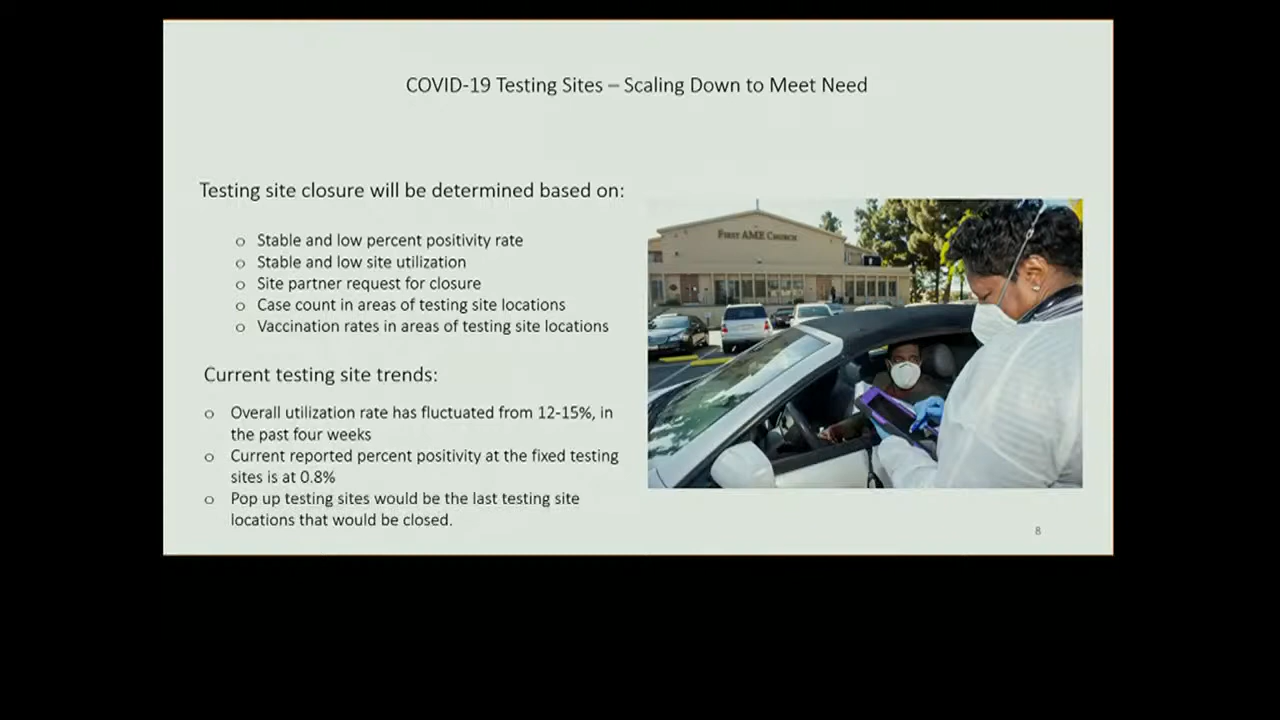 COVID-19 Testing Sites – Scaling Down to Meet Need
Testing site closure will be determined based on:
o Stable and low percent positivity rate
o Stable and low site utilization
o Site partner request for closure
o Case count in areas of testing site locations
o Vaccination rates in areas of testing site locations
Current testing site trends:
o Overall utilization rate has fluctuated from 12-15%, in
the past four weeks
o Current reported percent positivity at the fixed testing
sites is at 0.8%
o Pop up testing sites would be the last testing site
locations that would be closed.
FIRST AME CHURCH
8